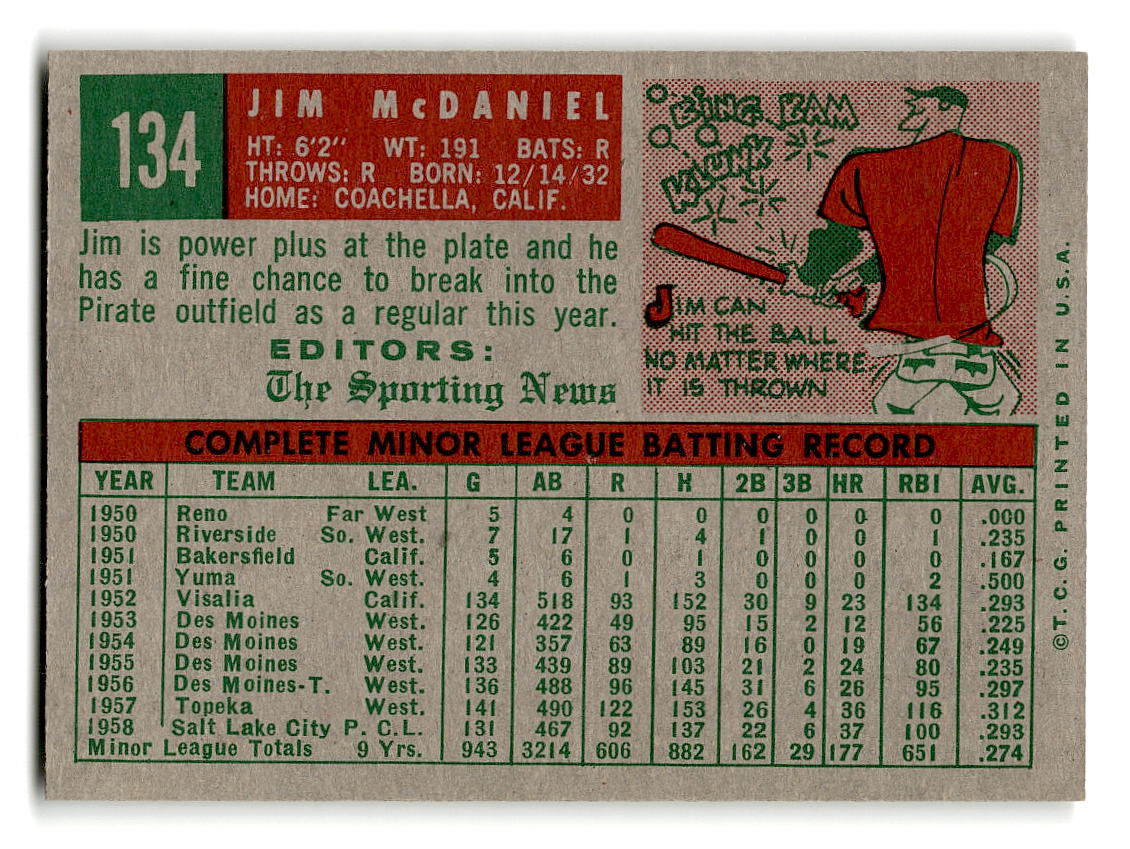 134
JIM McDANIEL
HT: 6'2" WT: 191 BATS: R
THROWS: R BORN: 12/14/32
HOME: COACHELLA, CALIF.
Jim is power plus at the plate and he
has a fine chance to break into the
Pirate outfield as a regular this year.
EDITORS:
The Sporting News
BING BAM
KLUNK
JIM CAN
HIT THE BALL
NO MATTER WHERE
IT IS THROWN
COMPLETE MINOR LEAGUE BATTING RECORD
YEAR TEAM LEA. G AB R H 2B 3B HR RBI AVG.
1950 Reno Far West 5 4 0 0 0 0 0 0 .000
1950 Riverside So. West. 7 17 1 4 1 0 0 1 .235
1951 Bakersfield Calif. 5 6 0 1 0 0 0 0 .167
1951 Yuma So. West. 4 6 1 3 0 0 0 2 .500
1952 Visalia Calif. 134 518 93 152 30 9 23 134 .293
1953 Des Moines West. 126 422 49 95 15 2 12 56 .225
1954 Des Moines West. 121 357 63 89 16 0 19 67 .249
1955 Des Moines West. 133 439 89 103 21 2 24 80 .235
1956 Des Moines-T. West. 136 488 96 145 31 6 26 95 .297
1957 Topeka West. 141 490 122 153 26 4 36 116 .312
1958 Salt Lake City P. C.L. 131 467 92 137 22 6 37 100 .293
Minor League Totals 9 Yrs. 943 3214 606 882 162 29 177 651 .274
©T. C. G. PRINTED IN U.S.A.